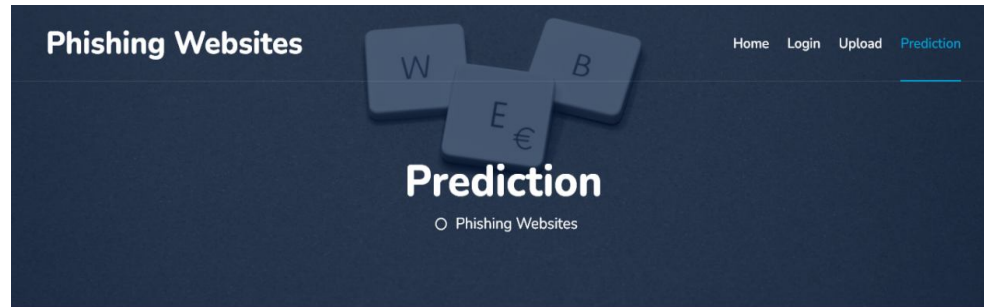 Phishing Websites
Home Login Upload Prediction
W
B
E €
Prediction
Phishing Websites